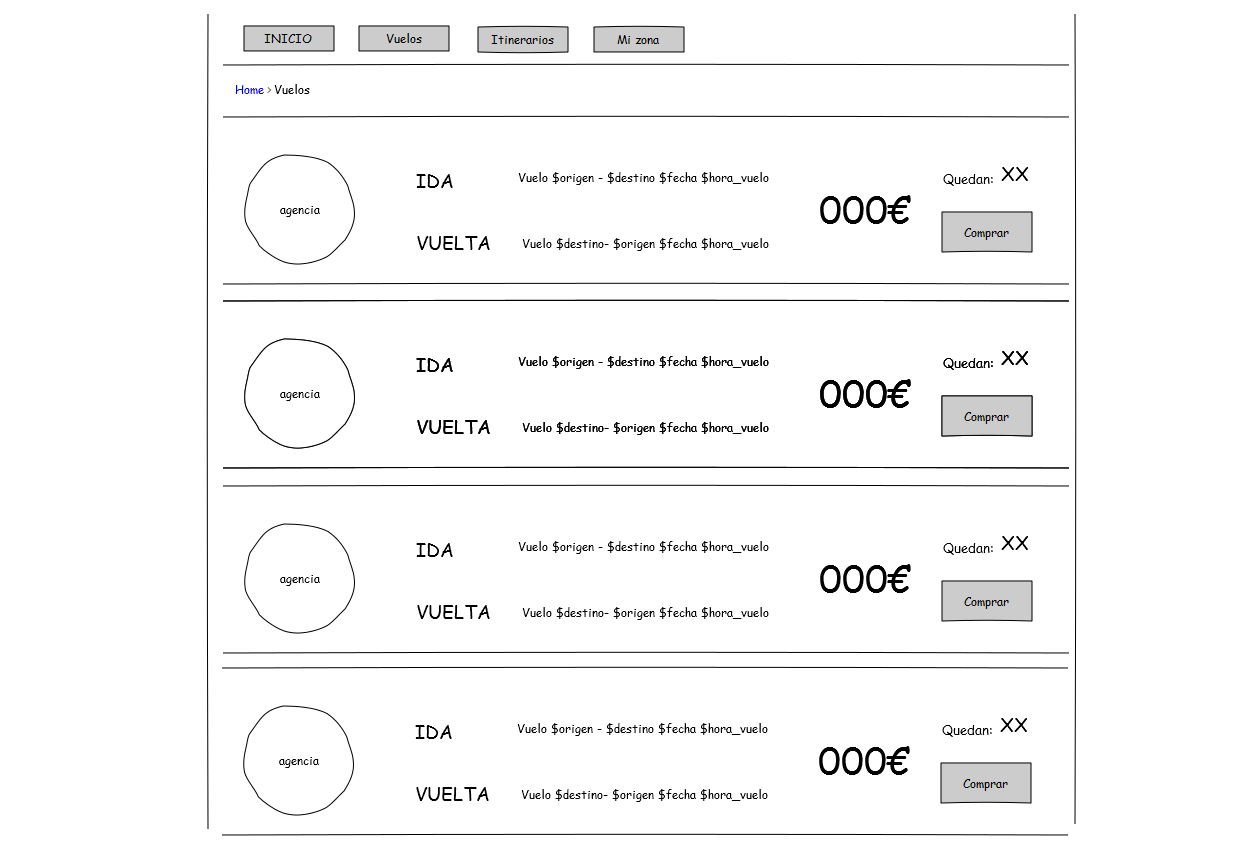 INICIO Vuelos Itinerarios Mi zona
Home > Vuelos
IDA Vuelo $origen - $destino $fecha $hora_vuelo Quedan: XX
agencia 000€
VUELTA Vuelo $destino- $origen $fecha $hora_vuelo Comprar
IDA Vuelo $origen - $destino $fecha $hora_vuelo Quedan: XX
agencia 000€
VUELTA Vuelo $destino- $origen $fecha $hora_vuelo Comprar
IDA Vuelo $origen - $destino $fecha $hora_vuelo Quedan: XX
agencia 000€
VUELTA Vuelo $destino- $origen $fecha $hora_vuelo Comprar
IDA Vuelo $origen - $destino $fecha $hora_vuelo Quedan: XX
agencia 000€
VUELTA Vuelo $destino- $origen $fecha $hora_vuelo Comprar